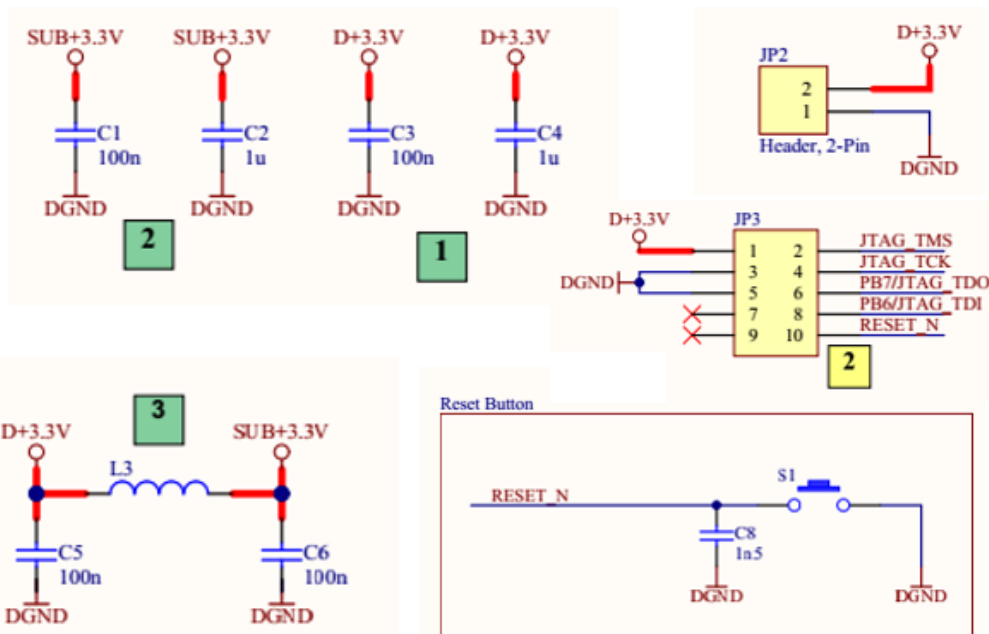 SUB+3.3V SUB+3.3V D+3.3V D+3.3V
C1 C2 C3 C4
100n 1u 100n 1u
DGND DGND DGND DGND
2 1
D+3.3V
JP2
2
1
Header, 2-Pin
DGND
D+3.3V JP3
1 2 JTAG_TMS
3 4 JTAG_TCK
DGND
5 6 PB7/JTAG_TDO
7 8 PB6/JTAG_TDI
9 10 RESET_N
2
3
D+3.3V SUB+3.3V
L3
C5 C6
100n 100n
DGND DGND
Reset Button
S1
RESET_N
C8
1n5
DGND DGND